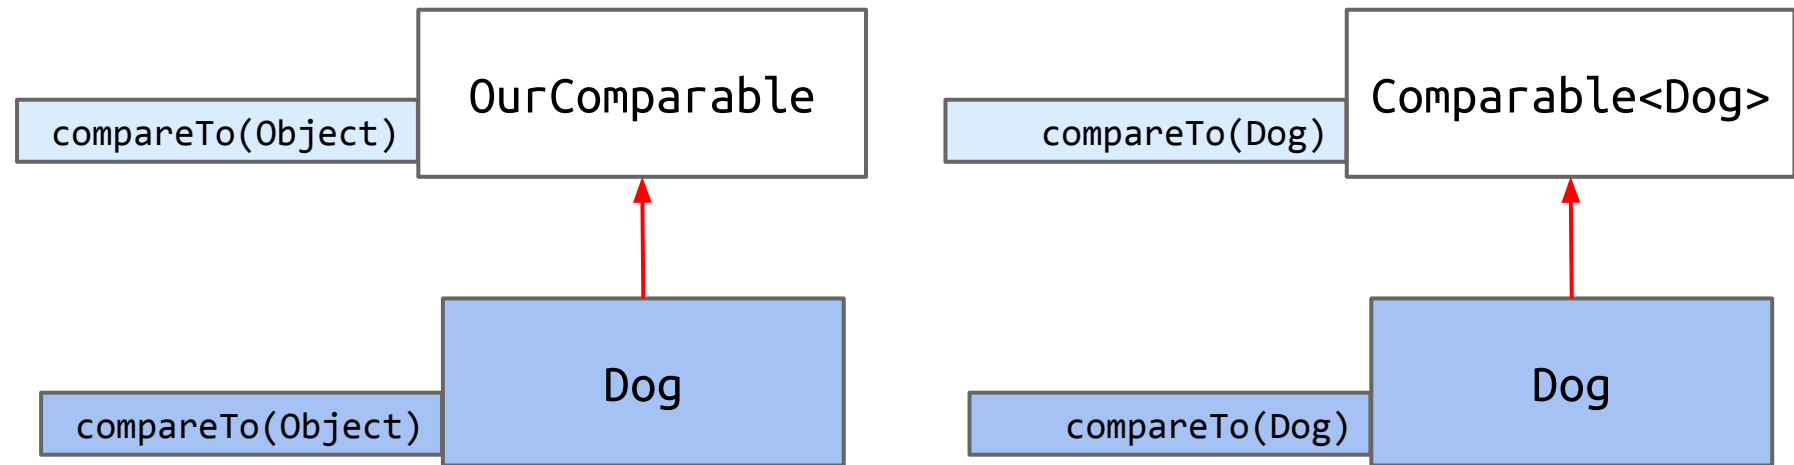 OurComparable
compareTo(Object)
Dog
compareTo(Object)
Comparable<Dog>
compareTo(Dog)
Dog
compareTo(Dog)